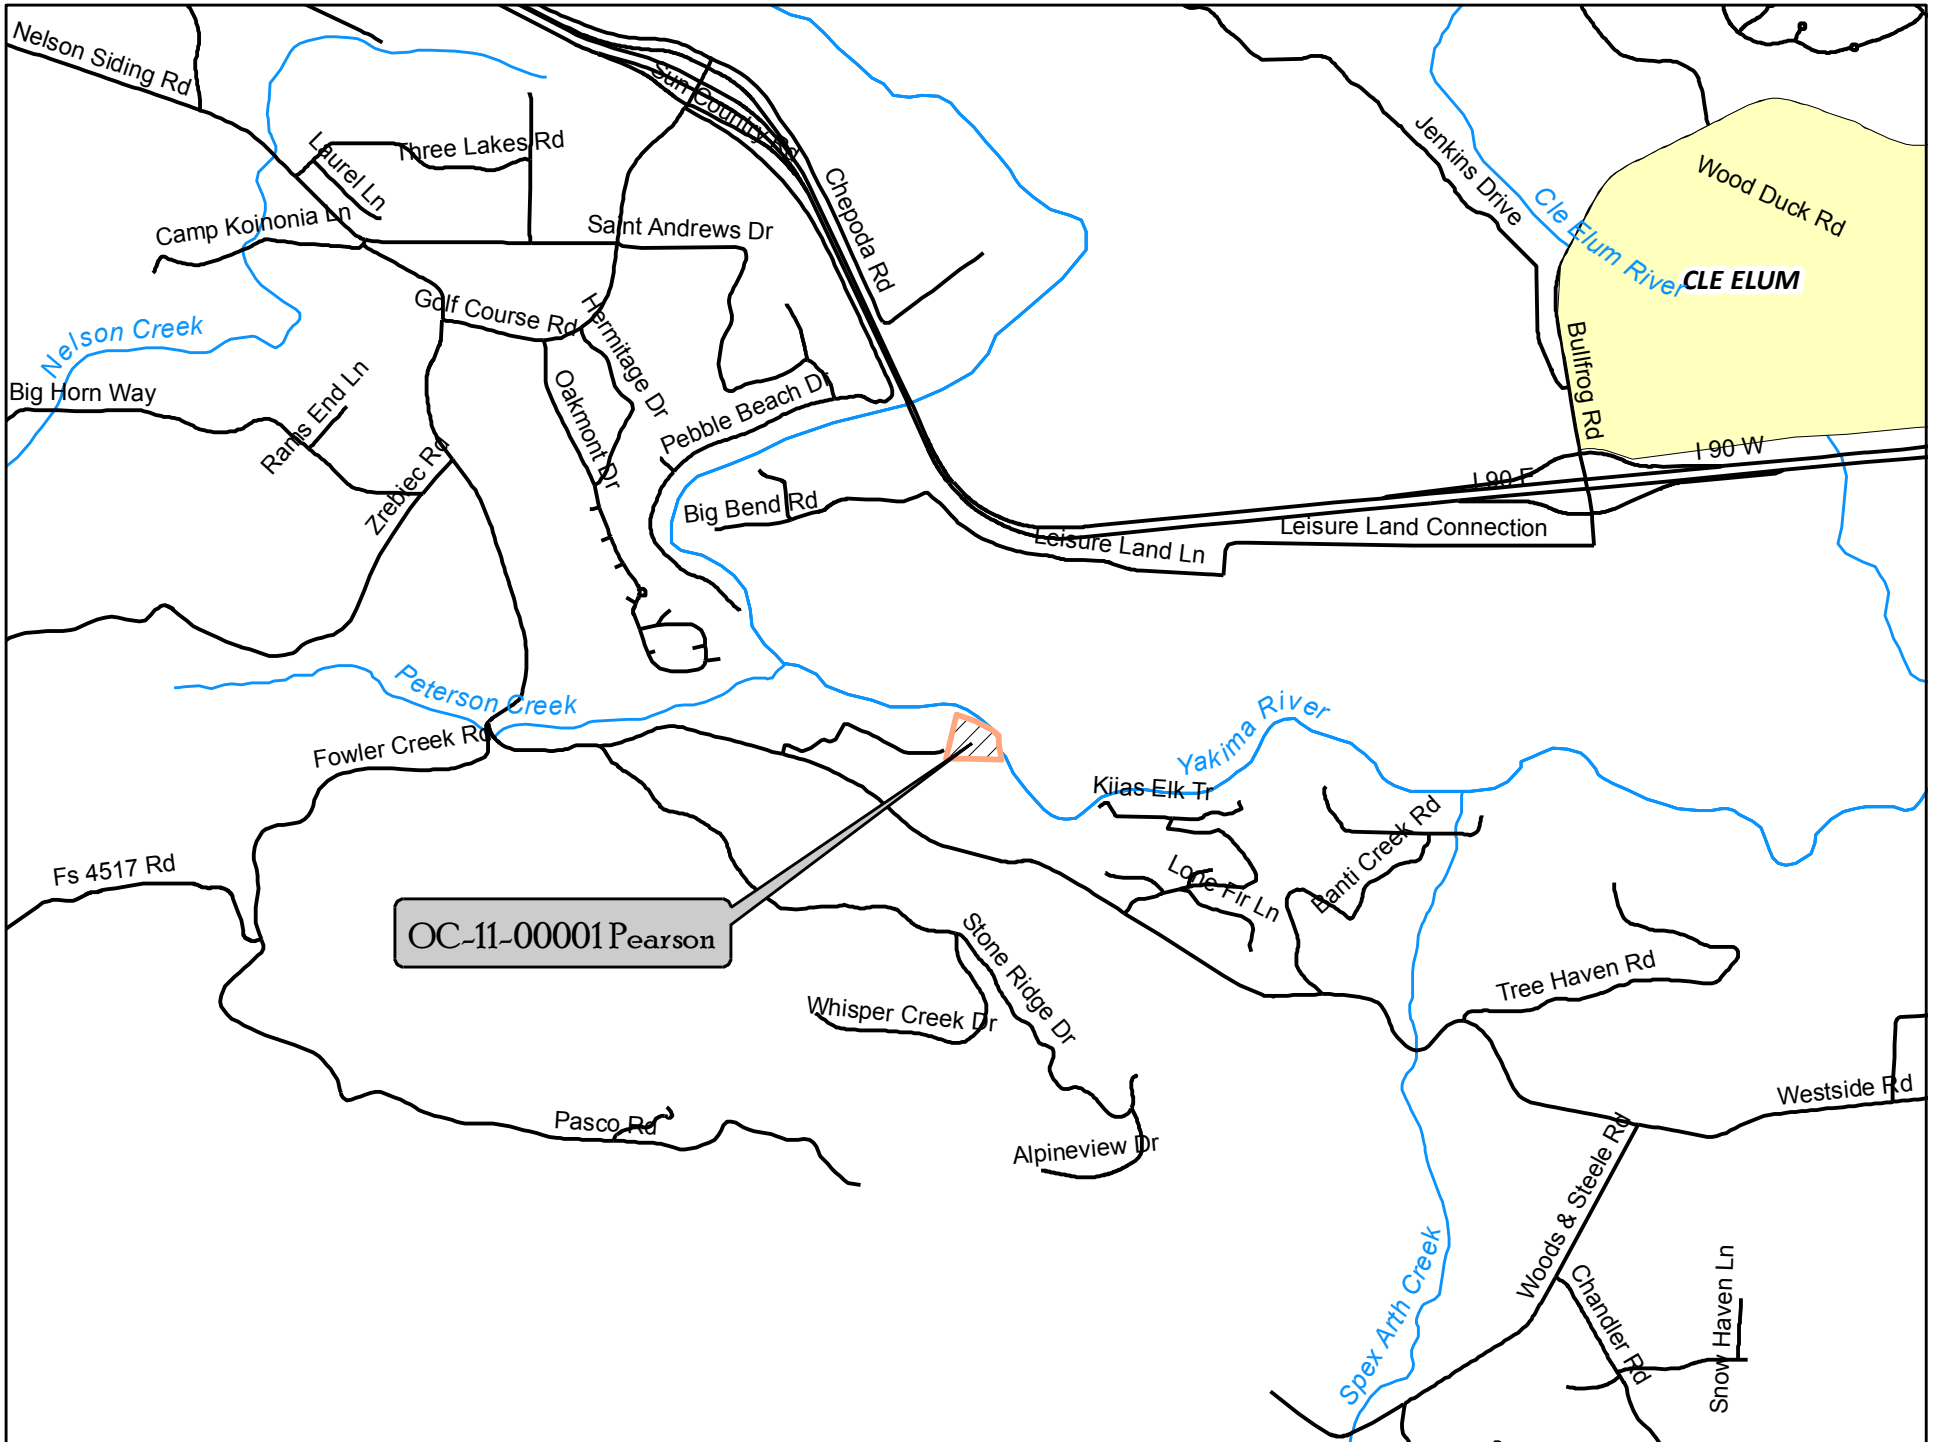 Nelson Siding Rd
Sun Country Rd
Three Lakes Rd
Laurel Ln
Camp Koinonia Ln
Saint Andrews Dr
Chepoda Rd
Jenkins Drive
Cle Elum River
Wood Duck Rd
CLE ELUM
Nelson Creek
Golf Course Rd
Hermitage Dr
Big Horn Way
Rams End Ln
Oakmont Dr
Pebble Beach Dr
Bullfrog Rd
Zrebiec Rd
Big Bend Rd
I 90 E
I 90 W
Leisure Land Ln
Leisure Land Connection
Peterson Creek
Fowler Creek Rd
Yakima River
Kiias Elk Tr
Banti Creek Rd
Lone Fir Ln
Fs 4517 Rd
OC-11-00001 Pearson
Stone Ridge Dr
Whisper Creek Dr
Tree Haven Rd
Westside Rd
Pasco Rd
Alpineview Dr
Woods & Steele Rd
Spex Arth Creek
Chandler Rd
Snow Haven Ln